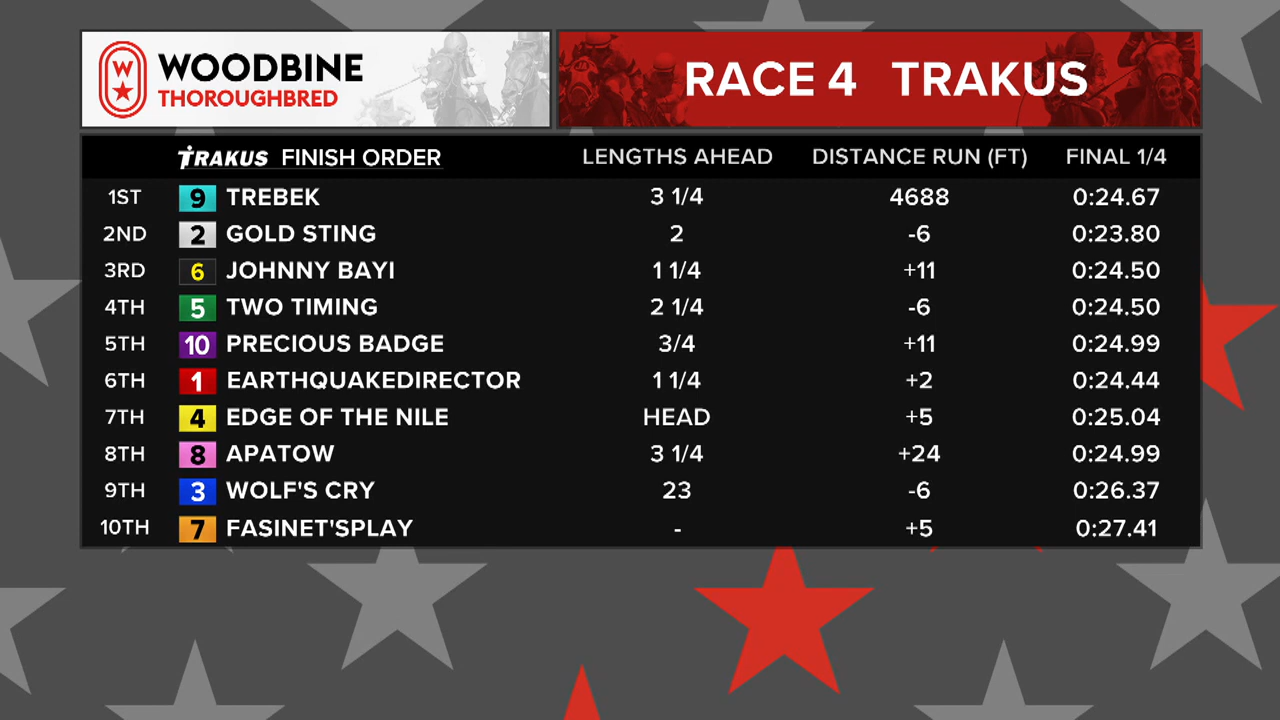 W
WOODBINE
THOROUGHBRED
RACE 4 TRAKUS
TRAKUS FINISH ORDER LENGTHS AHEAD DISTANCE RUN (FT) FINAL 1/4
1ST 9 TREBEK 3 1/4 4688 0:24.67
2ND 2 GOLD STING 2 -6 0:23.80
3RD 6 JOHNNY BAYI 1 1/4 +11 0:24.50
4TH 5 TWO TIMING 2 1/4 -6 0:24.50
5TH 10 PRECIOUS BADGE 3/4 +11 0:24.99
6TH 1 EARTHQUAKEDIRECTOR 1 1/4 +2 0:24.44
7TH 4 EDGE OF THE NILE HEAD +5 0:25.04
8TH 8 APATOW 3 1/4 +24 0:24.99
9TH 3 WOLF'S CRY 23 -6 0:26.37
10TH 7 FASINET'SPLAY - +5 0:27.41